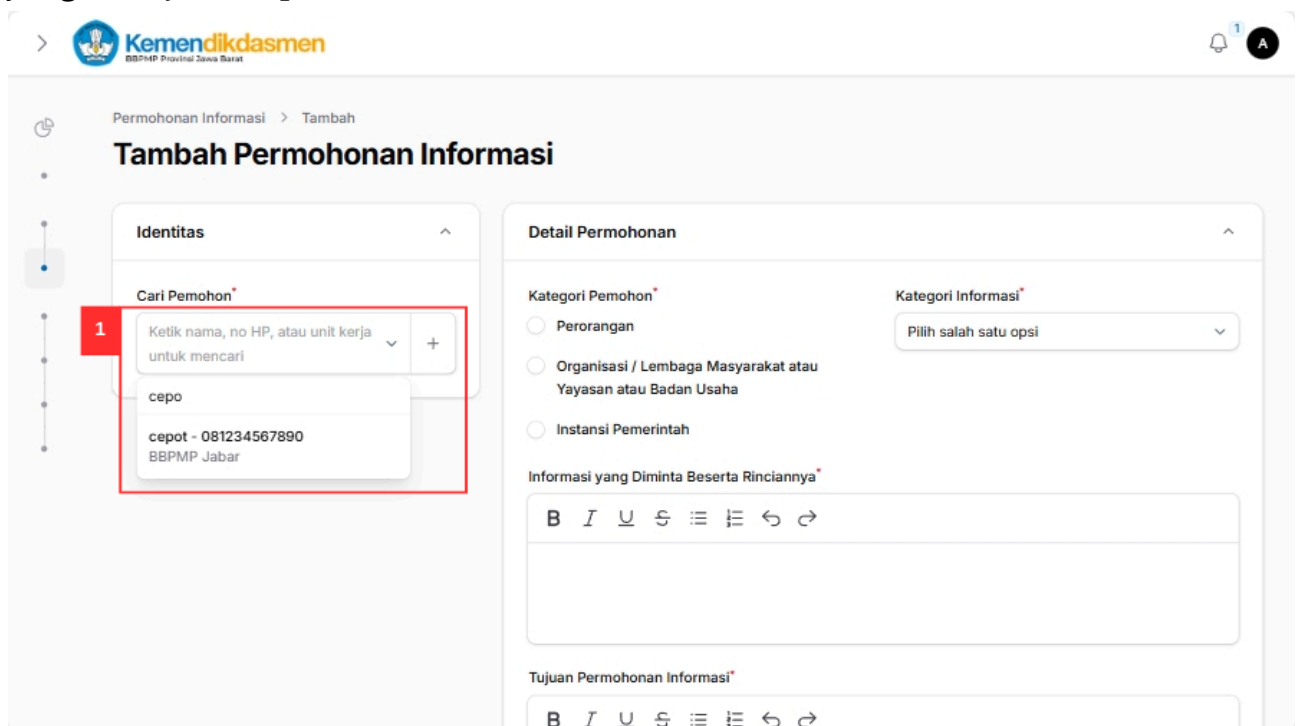 Kemendikdasmen
BBPMP Provinsi Jawa Barat
1
A
Permohonan Informasi > Tambah
Tambah Permohonan Informasi
Identitas
Cari Pemohon*
1
Ketik nama, no HP, atau unit kerja
untuk mencari
+
cepo
cepot - 081234567890
BBPMP Jabar
Detail Permohonan
Kategori Pemohon*
Perorangan
Organisasi / Lembaga Masyarakat atau
Yayasan atau Badan Usaha
Instansi Pemerintah
Kategori Informasi*
Pilih salah satu opsi
Informasi yang Diminta Beserta Rinciannya*
B I U S
Tujuan Permohonan Informasi*
B I U S